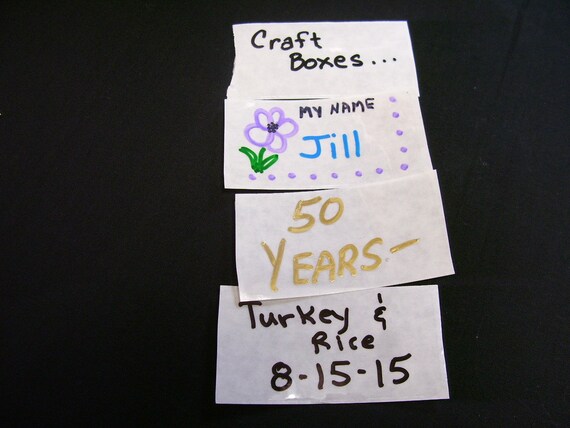 Craft
Boxes...
MY NAME
Jill
50
YEARS-
Turkey &
Rice
8-15-15